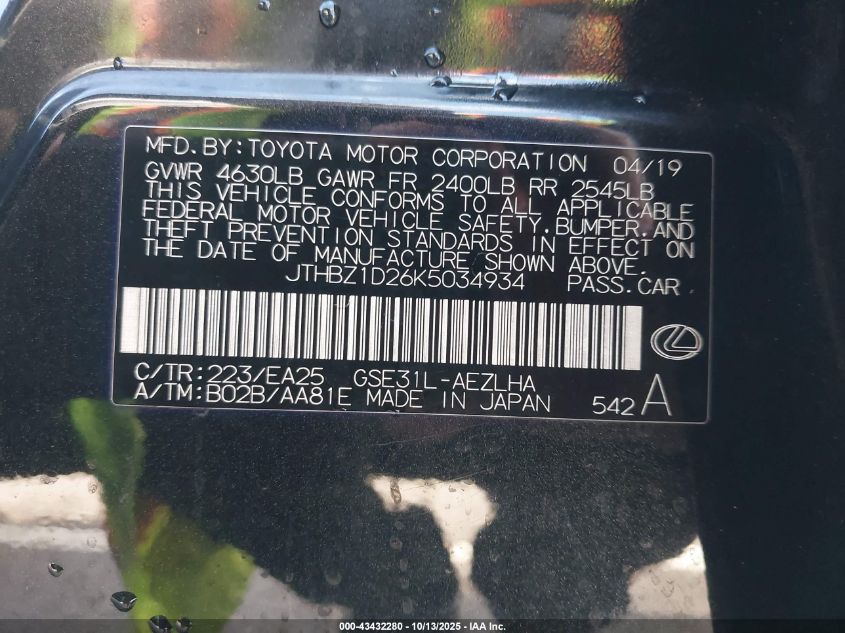 MFD.BY:TOYOTA MOTOR CORPORATION 04/19
GVWR 4630LB GAWR FR 2400LB RR 2545LB
THIS VEHICLE CONFORMS TO ALL APPLICABLE
FEDERAL MOTOR VEHICLE SAFETY.BUMPER.AND
THEFT PREVENTION STANDARDS IN EFFECT ON
THE DATE OF MANUFACTURE SHOWN ABOVE.
JTHBZ1D26K5034934 PASS.CAR
C/TR:223/EA25 GSE31L-AEZLHA
A/TM:B02B/AA81E MADE IN JAPAN 542 A
000-43432280 - 10/13/2025 - IAA Inc.